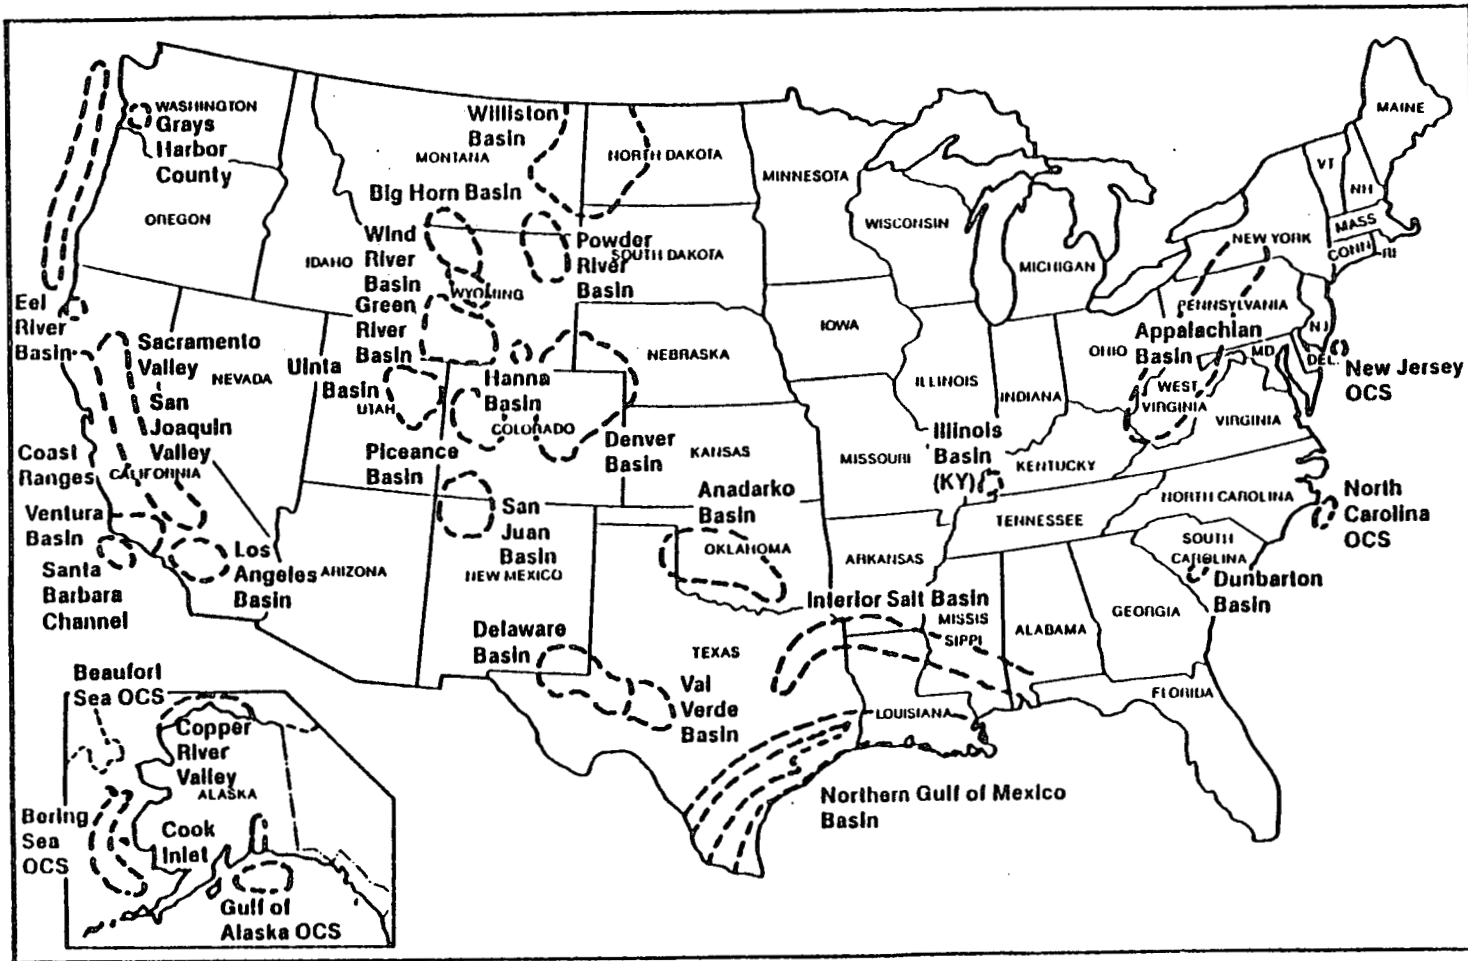 WASHINGTON
Grays
Harbor
County
OREGON
IDAHO
MONTANA
Williston
Basin
NORTH DAKOTA
SOUTH DAKOTA
Big Horn Basin
Wind
River
Basin
WYOMING
Powder
River
Basin
Green
River
Basin
Eel
River
Basin
Sacramento
Valley
San
Joaquin
Valley
NEVADA
Uinta
Basin
UTAH
Hanna
Basin
COLORADO
Piceance
Basin
Denver
Basin
NEBRASKA
KANSAS
Coast
Ranges
CALIFORNIA
Ventura
Basin
Santa
Barbara
Channel
Los
Angeles
Basin
ARIZONA
San
Juan
Basin
NEW MEXICO
Anadarko
Basin
OKLAHOMA
Delaware
Basin
TEXAS
Val
Verde
Basin
MINNESOTA
WISCONSIN
MICHIGAN
IOWA
ILLINOIS
INDIANA
OHIO
MISSOURI
Illinois
Basin
(KY)
KENTUCKY
TENNESSEE
ARKANSAS
Interior Salt Basin
MISSIS
SIPPI
ALABAMA
GEORGIA
LOUISIANA
FLORIDA
Northern Gulf of Mexico
Basin
MAINE
VT
NH
MASS
CONN
RI
NEW YORK
PENNSYLVANIA
Appalachian
Basin
NJ
MD
DEL.
New Jersey
OCS
WEST
VIRGINIA
VIRGINIA
NORTH CAROLINA
North
Carolina
OCS
SOUTH
CAROLINA
Dunbarton
Basin
Beaufort
Sea OCS
Copper
River
Valley
ALASKA
Bering
Sea
OCS
Cook
Inlet
Gulf of
Alaska OCS